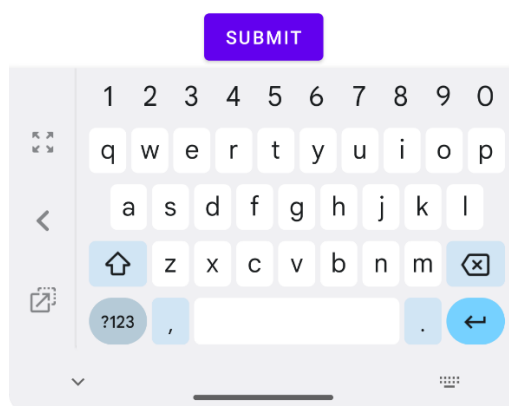 SUBMIT
1 2 3 4 5 6 7 8 9 0
q w e r t y u i o p
a s d f g h j k l
z x c v b n m
?123 , .